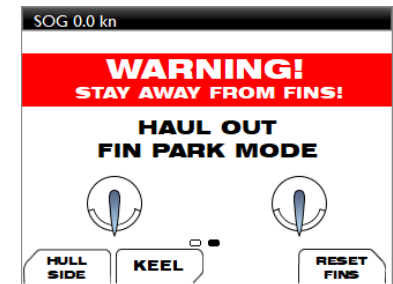 SOG 0.0 kn
WARNING!
STAY AWAY FROM FINS!
HAUL OUT
FIN PARK MODE
HULL
SIDE
KEEL
RESET
FINS